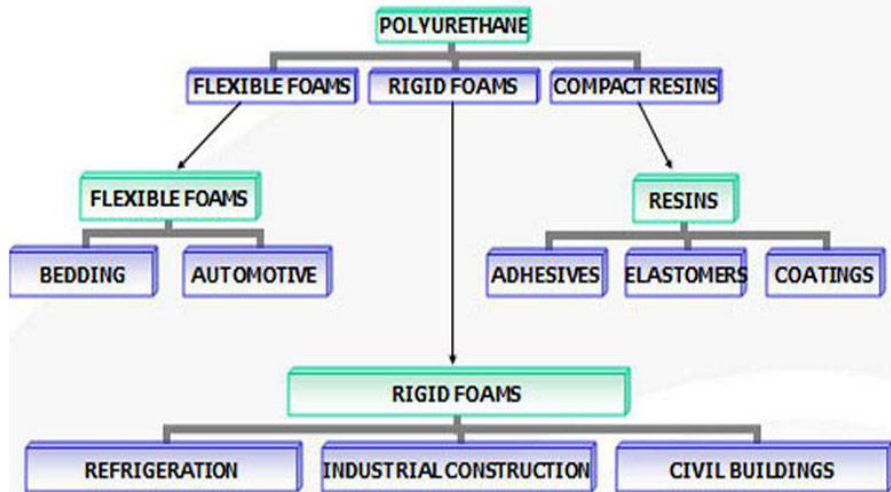 POLYURETHANE
FLEXIBLE FOAMS
RIGID FOAMS
COMPACT RESINS
FLEXIBLE FOAMS
RESINS
BEDDING
AUTOMOTIVE
ADHESIVES
ELASTOMERS
COATINGS
RIGID FOAMS
REFRIGERATION
INDUSTRIAL CONSTRUCTION
CIVIL BUILDINGS